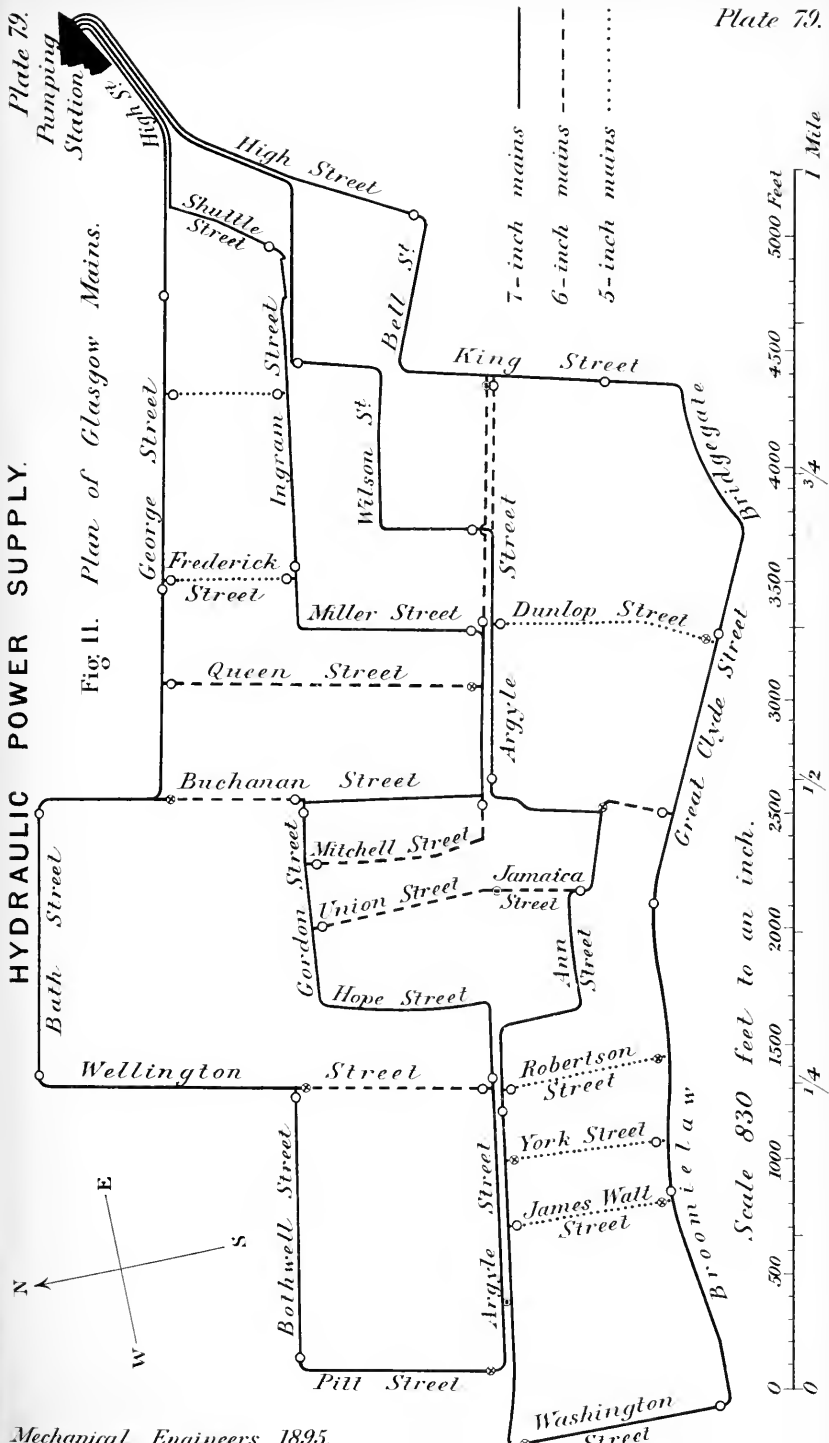 Plate 79.
Plate 79.
HYDRAULIC POWER SUPPLY.
Fig. 11. Plan of Glasgow Mains.
Pumping
Station
High St.
High Street
Shuttle
Street
George Street
Ingram Street
Bell St.
King Street
Wilson St.
Frederick
Street
Miller Street
Queen Street
Buchanan Street
Bath Street
Mitchell Street
Gordon Street
Union Street
Jamaica
Street
Hope Street
Ann
Street
Argyle Street
Dunlop Street
Bridgegate
Great Clyde Street
Wellington Street
Robertson
Street
York Street
James Watt
Street
Broomielaw
Bothwell Street
Argyle Street
Pitt Street
Washington
Street
N
E
S
W
7-inch mains
6-inch mains
5-inch mains
Scale 830 feet to an inch.
0 500 1000 1500 2000 2500 3000 3500 4000 4500 5000 Feet
0 1/4 1/2 3/4 1 Mile
Mechanical Engineers 1895.